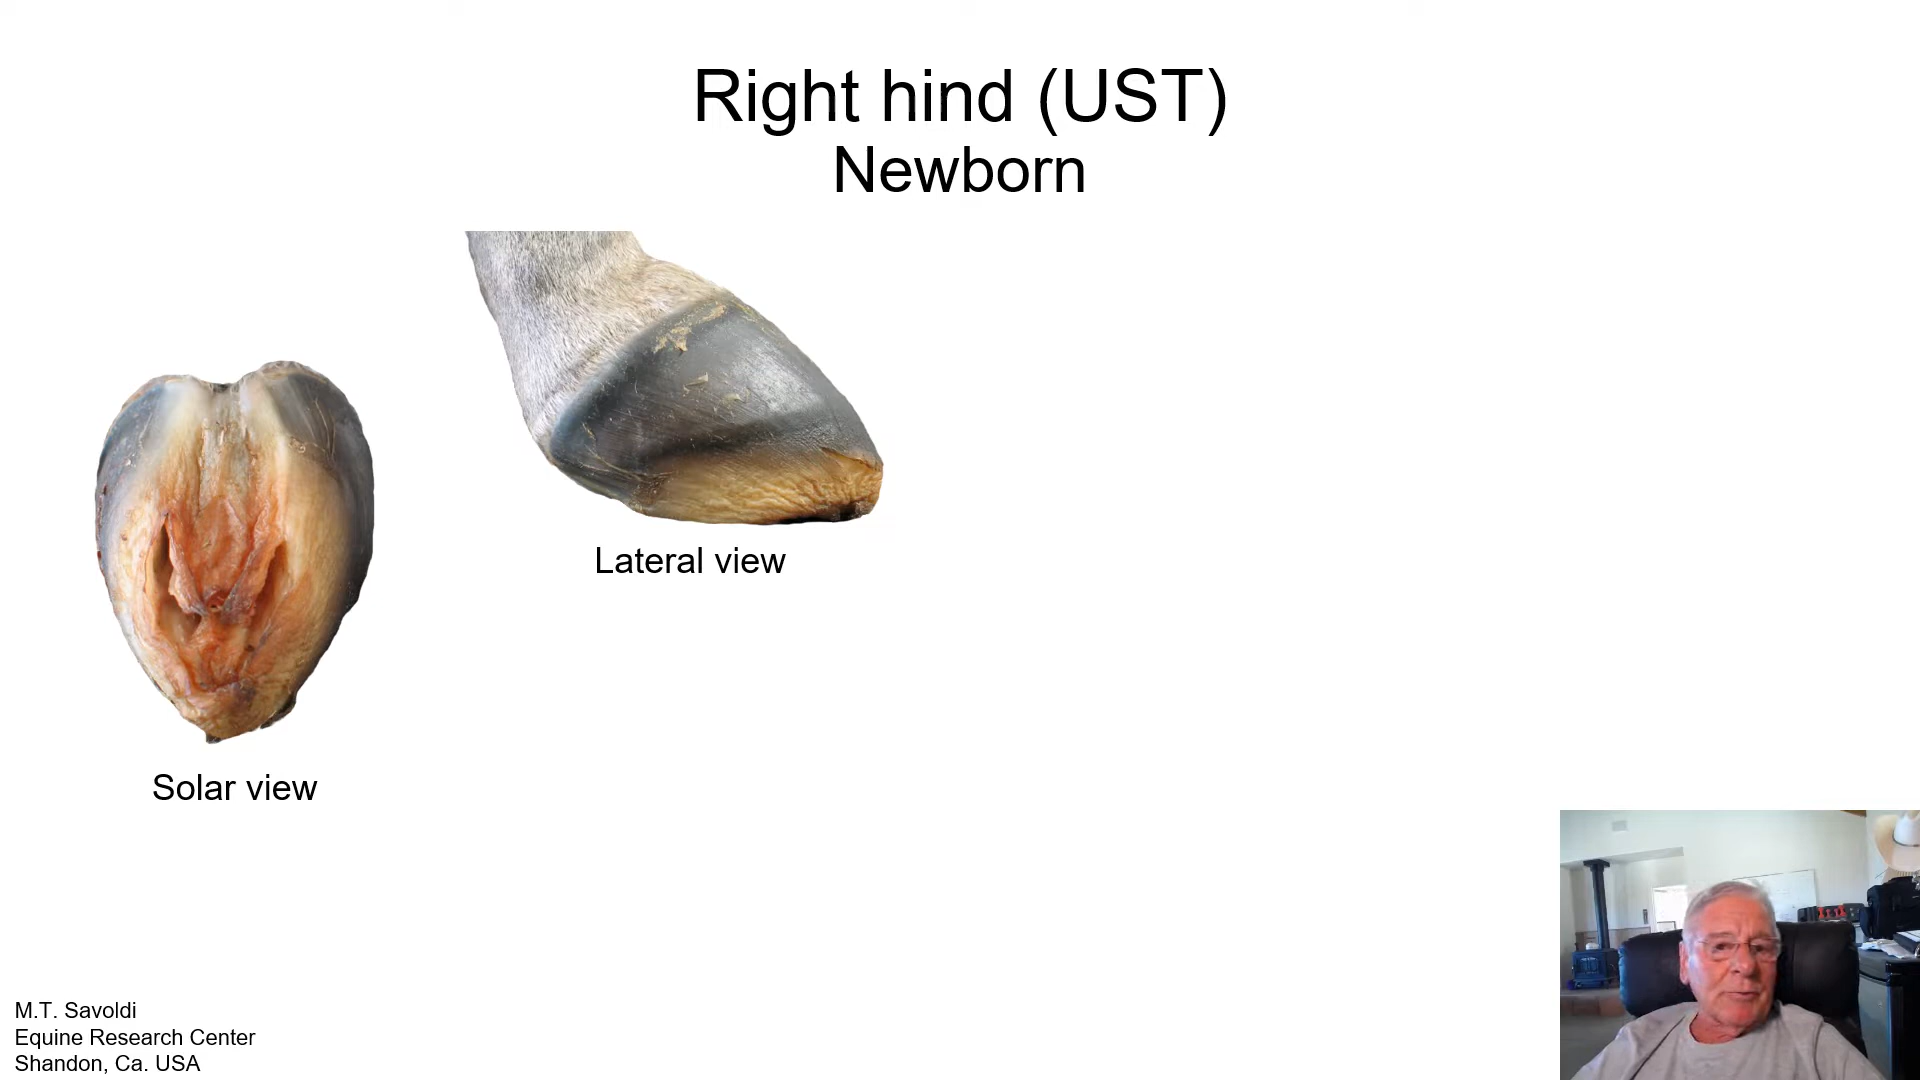 Right hind (UST)
Newborn
Lateral view
Solar view
M.T. Savoldi
Equine Research Center
Shandon, Ca. USA